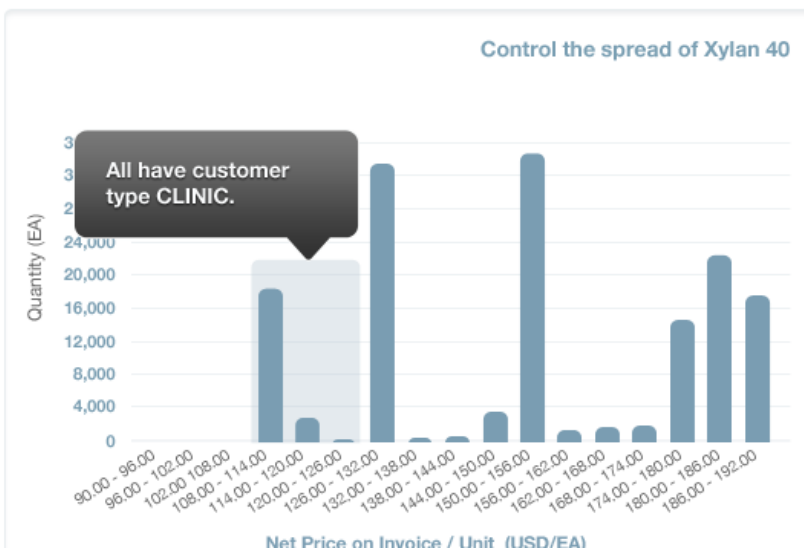 Control the spread of Xylan 40
All have customer
type CLINIC.
Quantity (EA)
24,000
20,000
16,000
12,000
8,000
4,000
0
90.00 - 96.00
96.00 - 102.00
102.00 108.00
108.00 - 114.00
114.00 - 120.00
120.00 - 126.00
126.00 - 132.00
132.00 - 138.00
138.00 - 144.00
144.00 - 150.00
150.00 - 156.00
156.00 - 162.00
162.00 - 168.00
168.00 - 174.00
174.00 - 180.00
180.00 - 186.00
186.00 - 192.00
Net Price on Invoice / Unit (USD/EA)